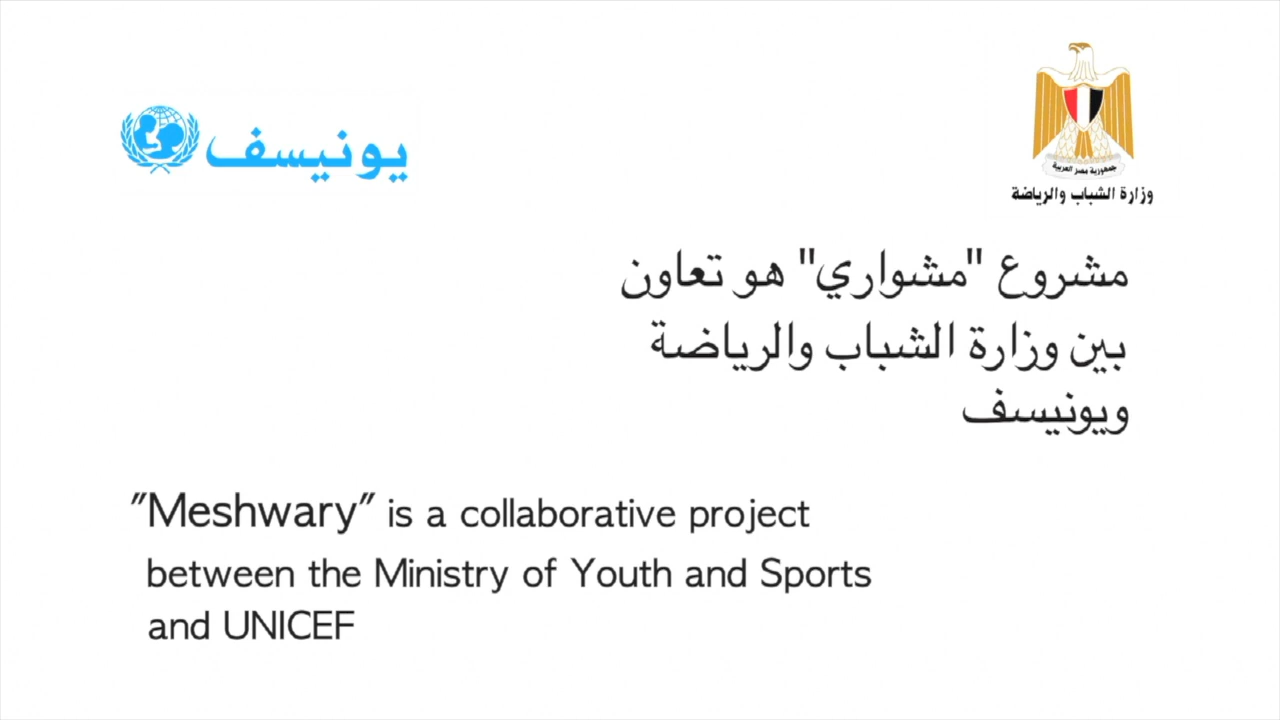 يونيسف
جمهورية مصر العربية
وزارة الشباب والرياضة
مشروع "مشواري" هو تعاون
بين وزارة الشباب والرياضة
ويونيسف
"Meshwary" is a collaborative project
between the Ministry of Youth and Sports
and UNICEF